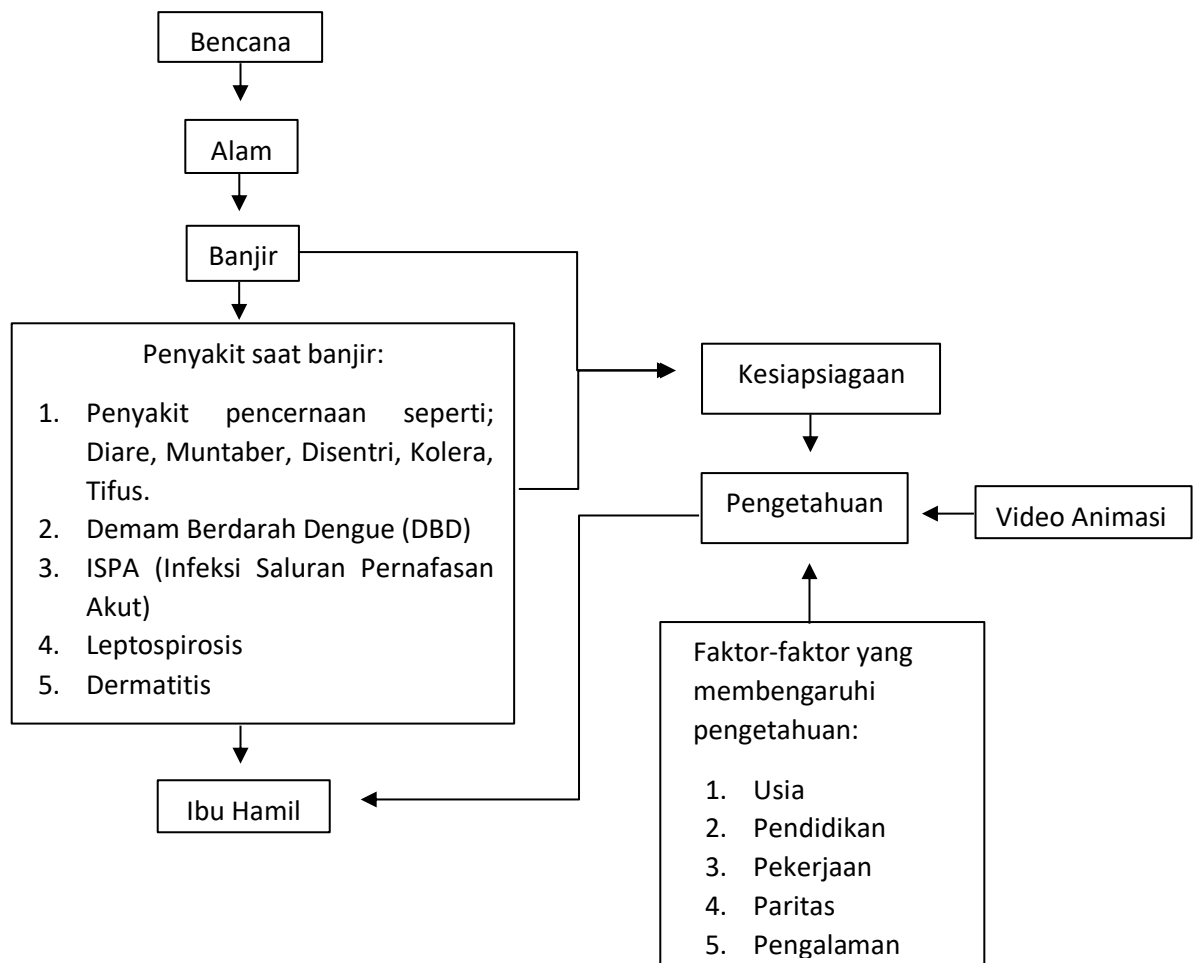 Bencana
Alam
Banjir
Penyakit saat banjir:
1. Penyakit pencernaan seperti;
Diare, Muntaber, Disentri, Kolera,
Tifus.
2. Demam Berdarah Dengue (DBD)
3. ISPA (Infeksi Saluran Pernafasan
Akut)
4. Leptospirosis
5. Dermatitis
Ibu Hamil
Kesiapsiagaan
Pengetahuan
Video Animasi
Faktor-faktor yang
membengaruhi
pengetahuan:
1. Usia
2. Pendidikan
3. Pekerjaan
4. Paritas
5. Pengalaman